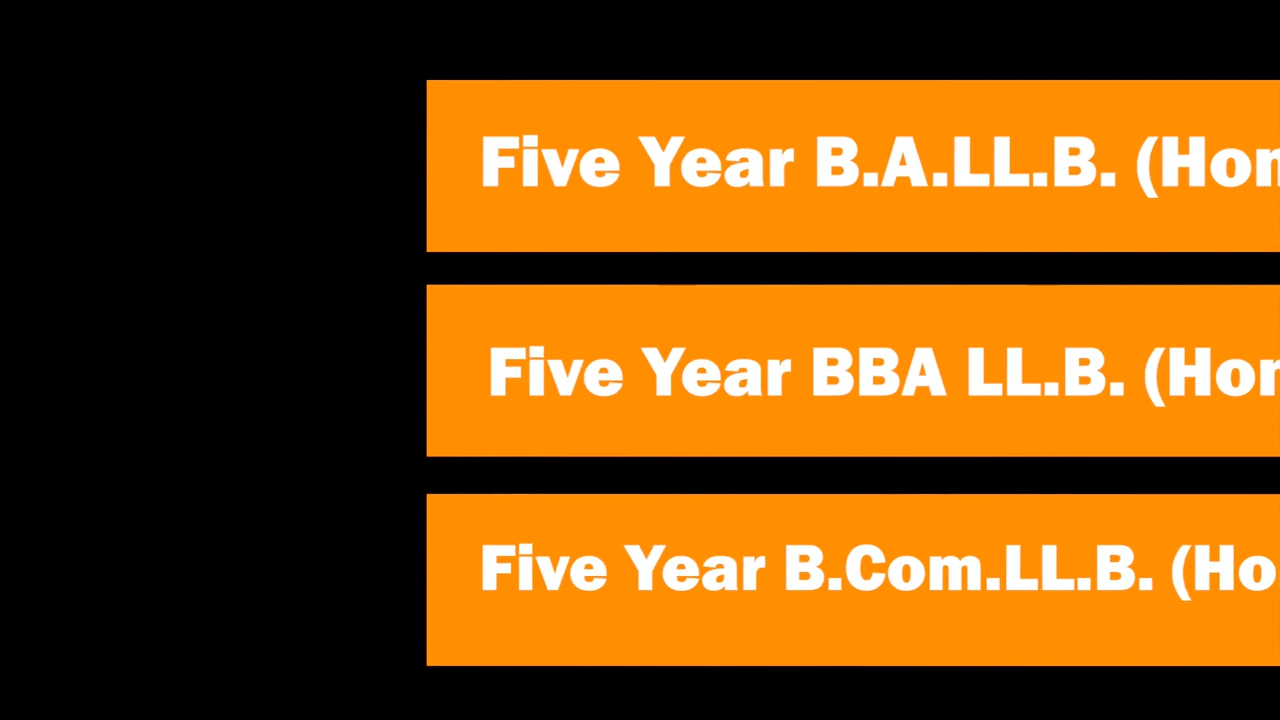 Five Year B.A.LL.B. (Hon
Five Year BBA LL.B. (Hon
Five Year B.Com.LL.B. (Ho